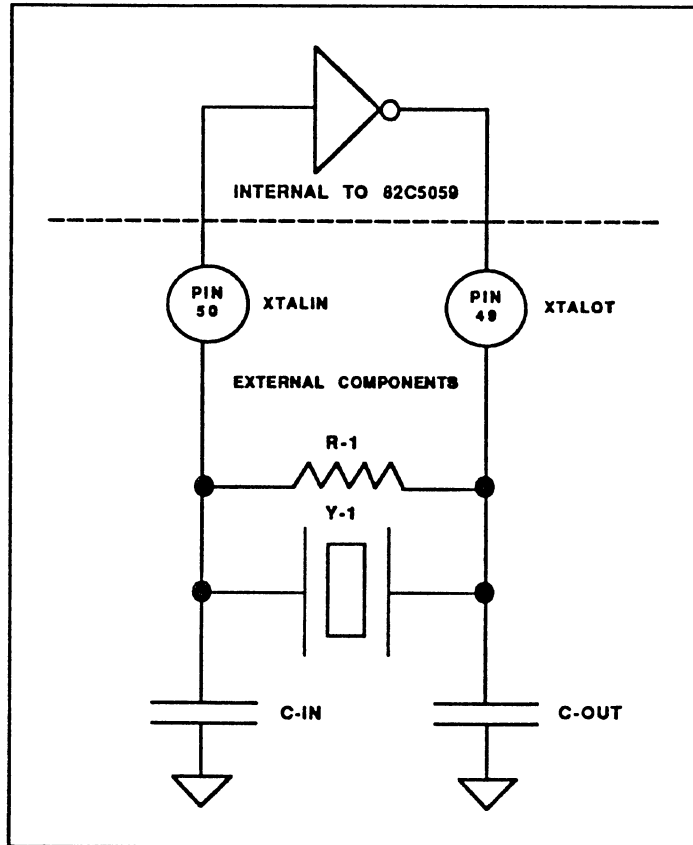 INTERNAL TO 82C5059
PIN 50
XTALIN
PIN 49
XTALOT
EXTERNAL COMPONENTS
R-1
Y-1
C-IN
C-OUT